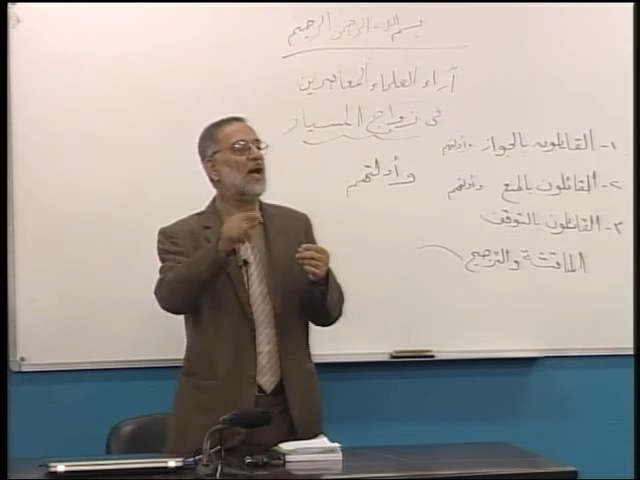 بسم الله الرحمن الرحيم
آراء العلماء المعاصرين
في زواج المسيار
وأدلتهم
١- القائلون بالجواز وأدلتهم
٢- القائلون بالمنع وأدلتهم
٣- القائلون بالتوقف
المناقشة والترجيح